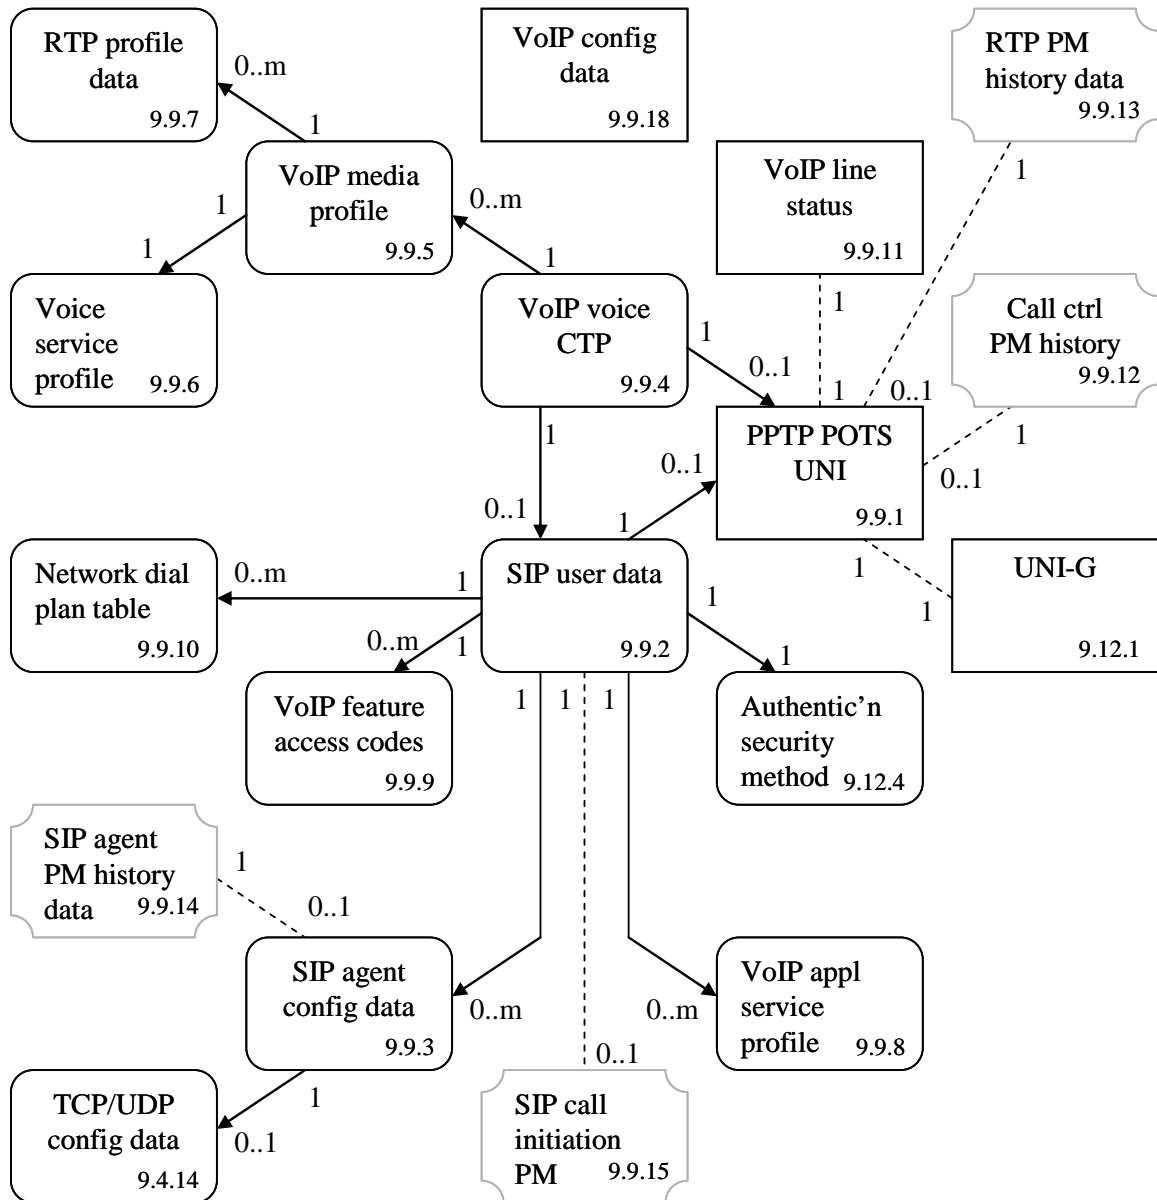 RTP profile
data
9.9.7
0..m
1
VoIP config
data
9.9.18
RTP PM
history data
9.9.13
1
VoIP media
profile
9.9.5
0..m
1
1
1
VoIP line
status
9.9.11
1
1
Voice
service
profile
9.9.6
VoIP voice
CTP
9.9.4
1
0..1
Call ctrl
PM history
9.9.12
0..1
1
0..1
PPTP POTS
UNI
9.9.1
1
0..1
0..1
1
1
1
UNI-G
9.12.1
Network dial
plan table
9.9.10
0..m
1
SIP user data
9.9.2
1
1
0..m
1
VoIP feature
access codes
9.9.9
1
1
1
Authentic'n
security
method
9.12.4
SIP agent
PM history
data
9.9.14
1
0..1
SIP agent
config data
9.9.3
0..m
0..m
VoIP appl
service
profile
9.9.8
0..1
TCP/UDP
config data
9.4.14
1
0..1
SIP call
initiation
PM
9.9.15